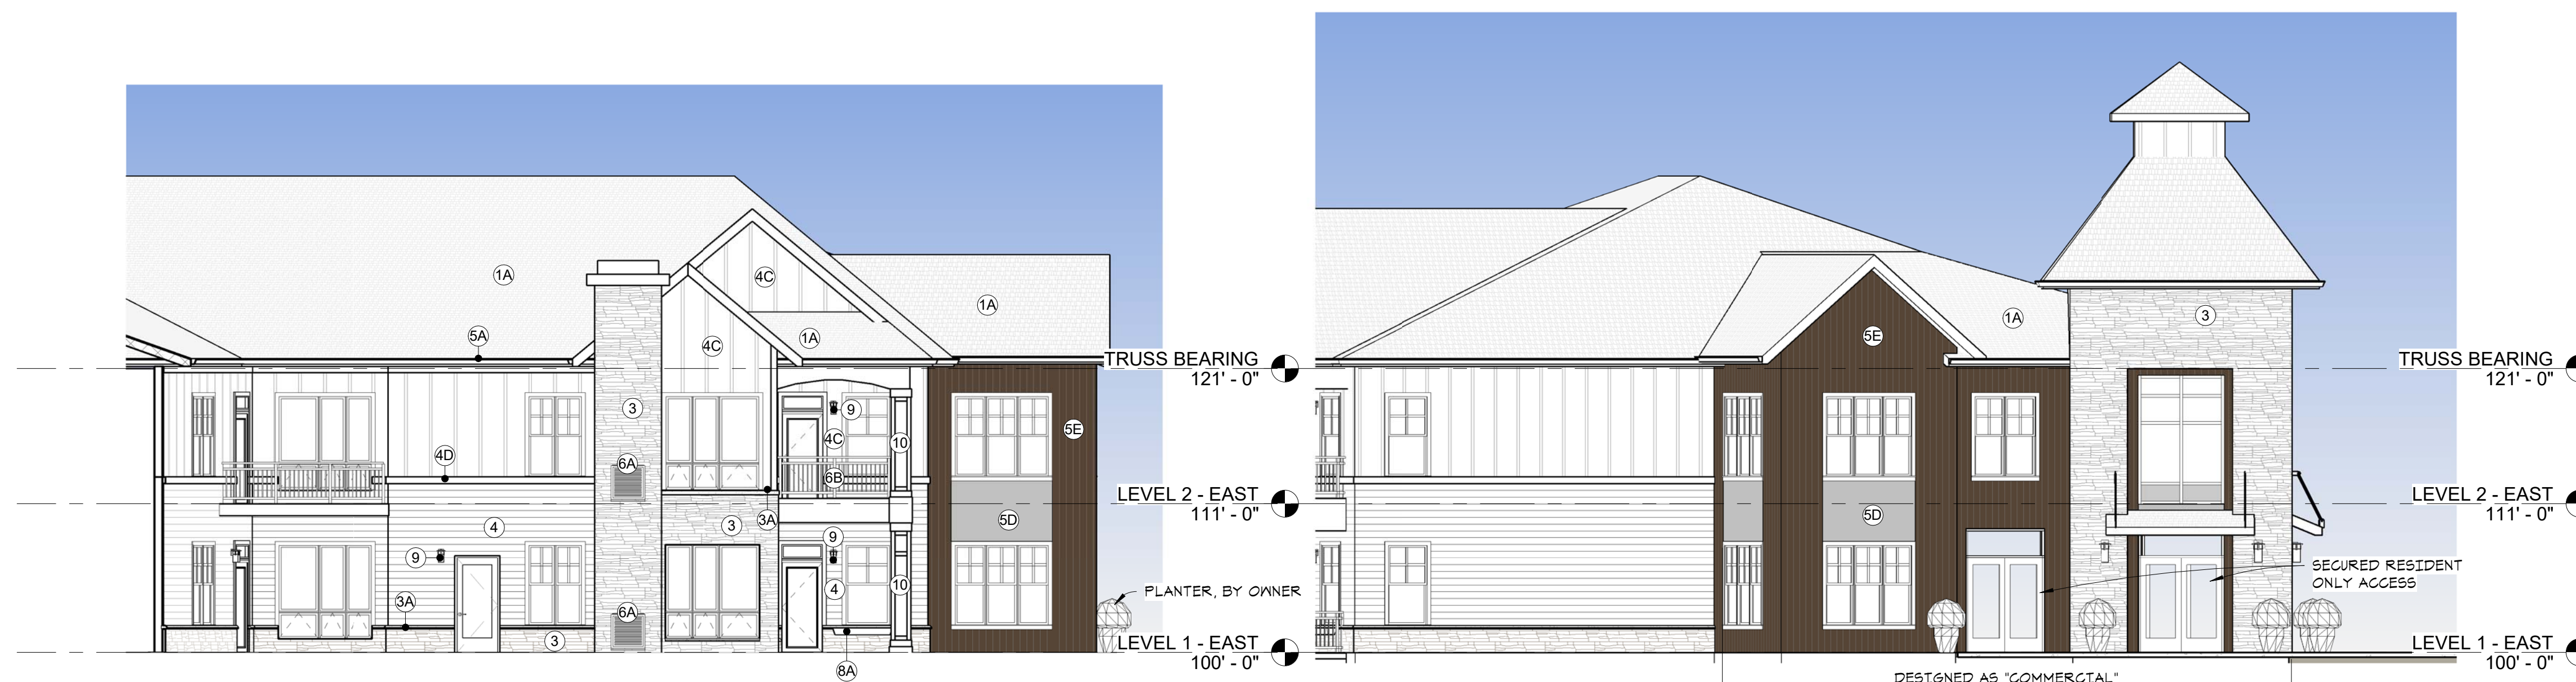 1A
4C
1A
5A
1A
4C
TRUSS BEARING
121' - 0"
3
9
10
4C
5E
4D
6A
6B
3A
LEVEL 2 - EAST
111' - 0"
4
3
5D
9
9
3A
4
10
6A
3
PLANTER, BY OWNER
8A
LEVEL 1 - EAST
100' - 0"
3
1A
5E
TRUSS BEARING
121' - 0"
5D
LEVEL 2 - EAST
111' - 0"
SECURED RESIDENT
ONLY ACCESS
LEVEL 1 - EAST
100' - 0"
DESIGNED AS "COMMERCIAL"